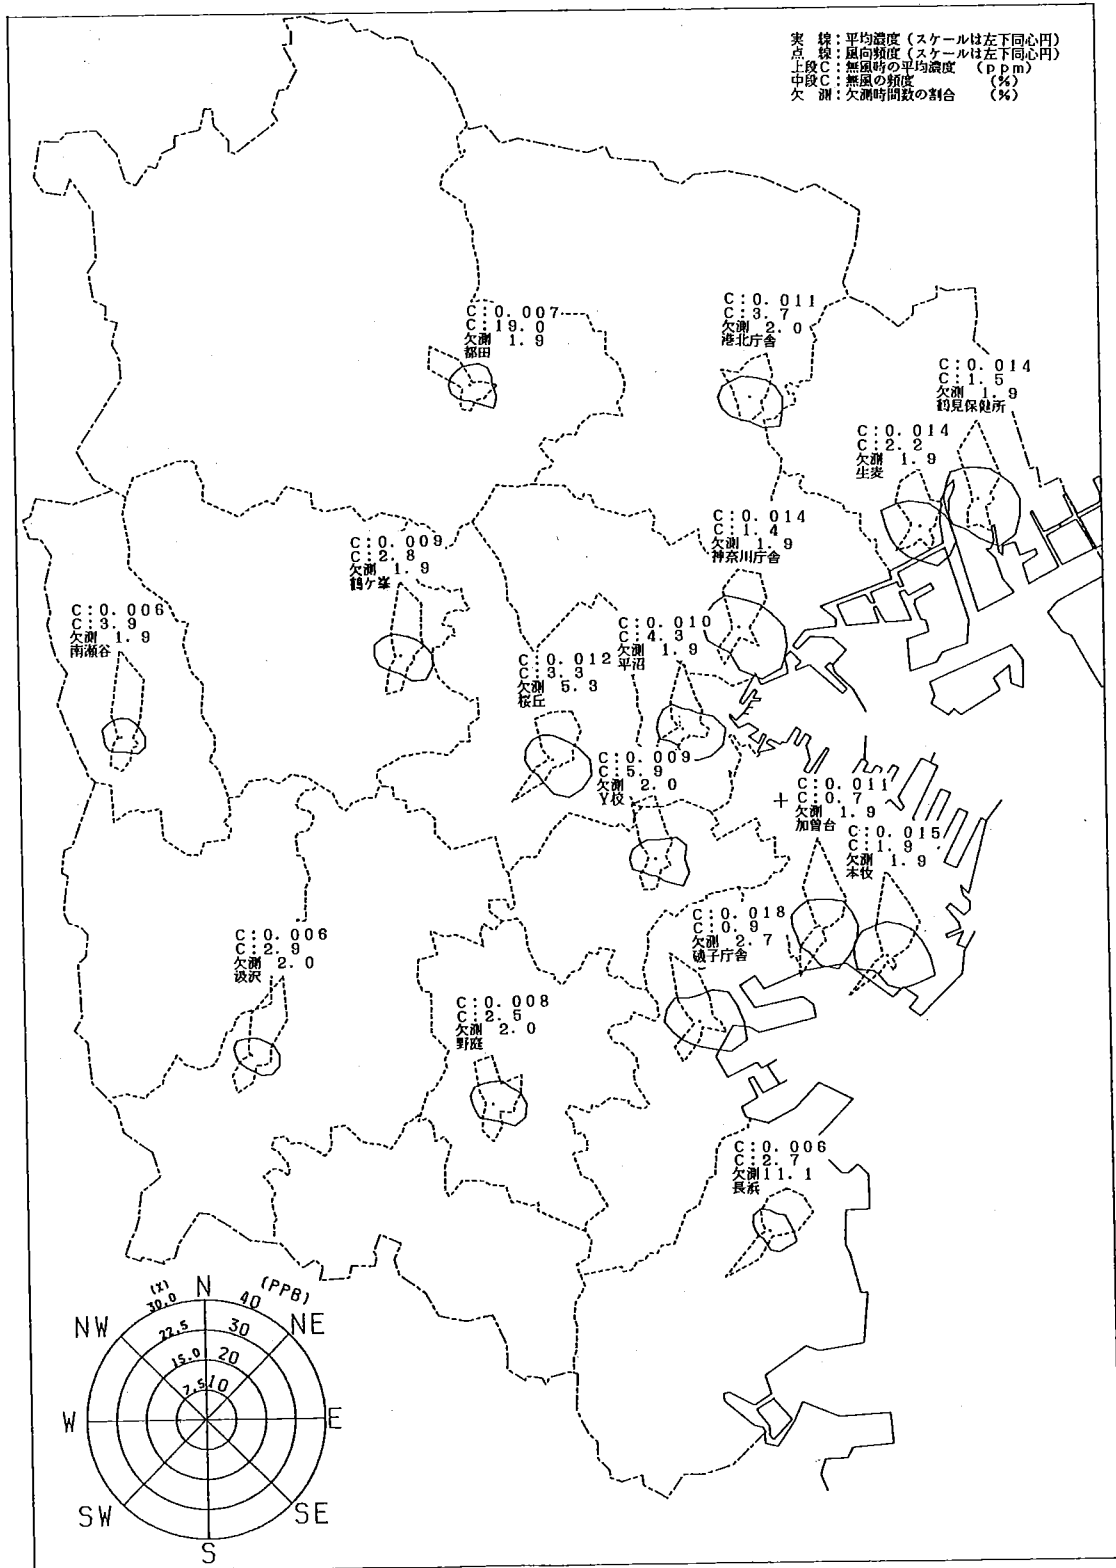 実　線：平均濃度（スケールは左下同心円）
点　線：風向頻度（スケールは左下同心円）
上段C：無風時の平均濃度　（ppm）
中段C：無風の頻度　（%）
欠　測：欠測時間数の割合　（%）
C:0.007
C:19.0
欠測 1.9
都田
C:0.011
C:3.7
欠測 2.0
港北庁舎
C:0.014
C:1.5
欠測 1.9
鶴見保健所
C:0.014
C:2.2
欠測 1.9
生麦
C:0.014
C:1.4
欠測 1.9
神奈川庁舎
C:0.009
C:2.8
欠測 1.9
鶴ケ峯
C:0.006
C:3.9
欠測 1.9
南瀬谷
C:0.010
C:4.3
欠測 1.9
平沼
C:0.012
C:3.3
欠測 5.3
桜丘
C:0.009
C:5.9
欠測 2.0
Y校
C:0.011
C:0.7
欠測 1.9
加曽台
C:0.015
C:1.9
欠測 1.9
本牧
C:0.018
C:0.9
欠測 2.7
磯子庁舎
C:0.006
C:2.9
欠測 2.0
汲沢
C:0.008
C:2.5
欠測 2.0
野庭
C:0.006
C:2.7
欠測11.1
長浜
(%) N (PPB)
30.0 40
NW 22.5 30 NE
15.0 20
7.5 10
W E
SW SE
S